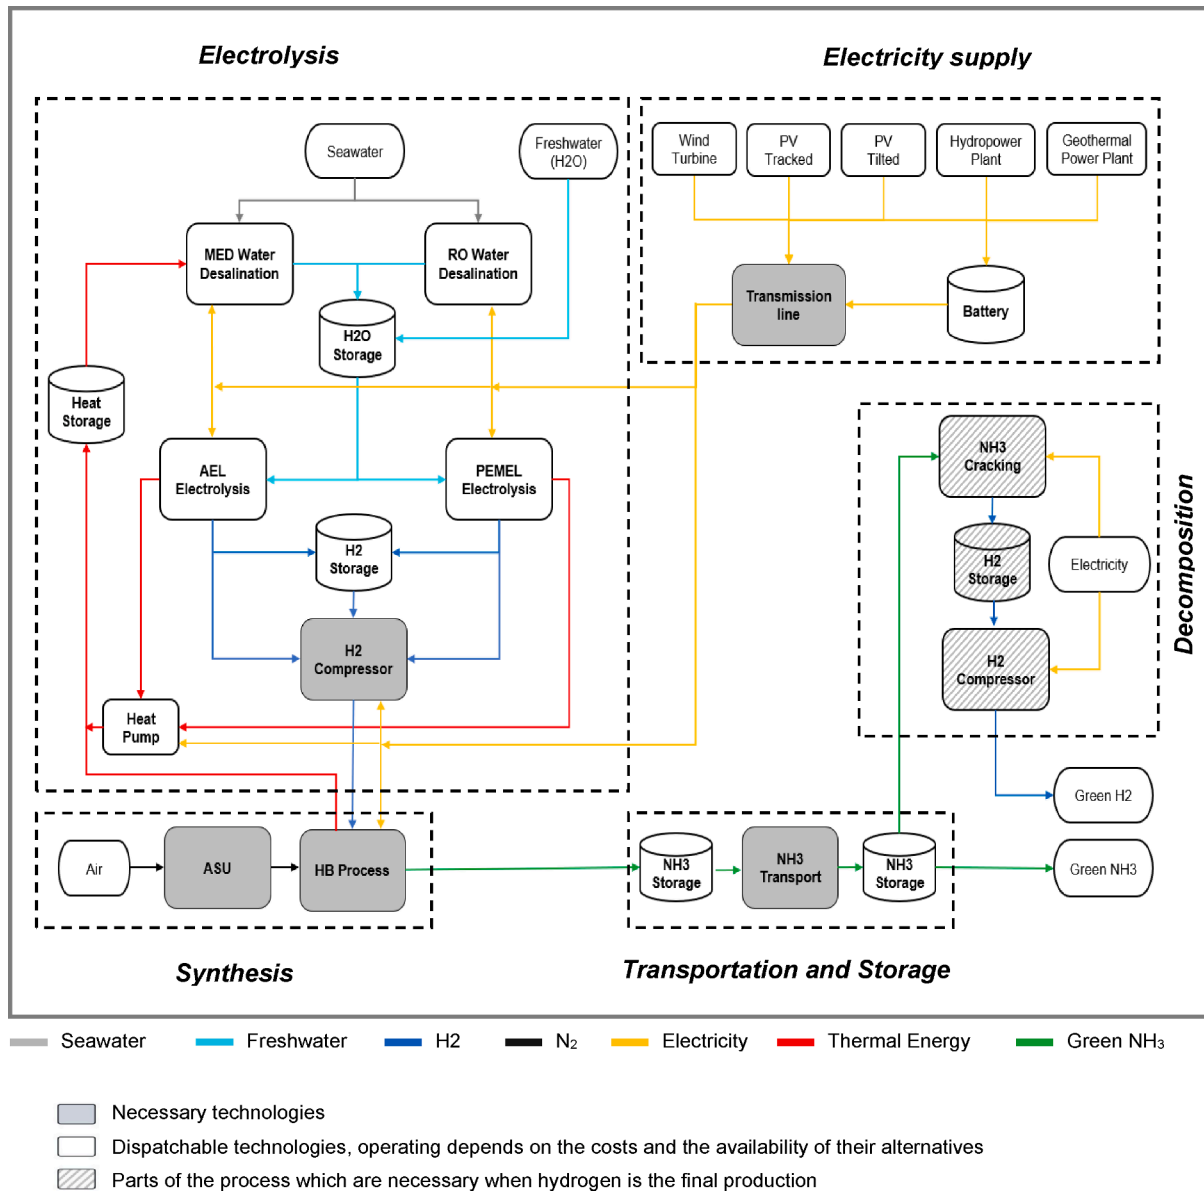 Electrolysis
Electricity supply
Seawater
Freshwater
(H2O)
Wind
Turbine
PV
Tracked
PV
Tilted
Hydropower
Plant
Geothermal
Power Plant
MED Water
Desalination
RO Water
Desalination
Transmission
line
Battery
H2O
Storage
Heat
Storage
AEL
Electrolysis
PEMEL
Electrolysis
NH3
Cracking
H2
Storage
H2
Storage
Electricity
Decomposition
H2
Compressor
H2
Compressor
Heat
Pump
Green H2
Air
ASU
HB Process
NH3
Storage
NH3
Transport
NH3
Storage
Green NH3
Synthesis
Transportation and Storage
Seawater
Freshwater
H2
N₂
Electricity
Thermal Energy
Green NH₃
Necessary technologies
Dispatchable technologies, operating depends on the costs and the availability of their alternatives
Parts of the process which are necessary when hydrogen is the final production